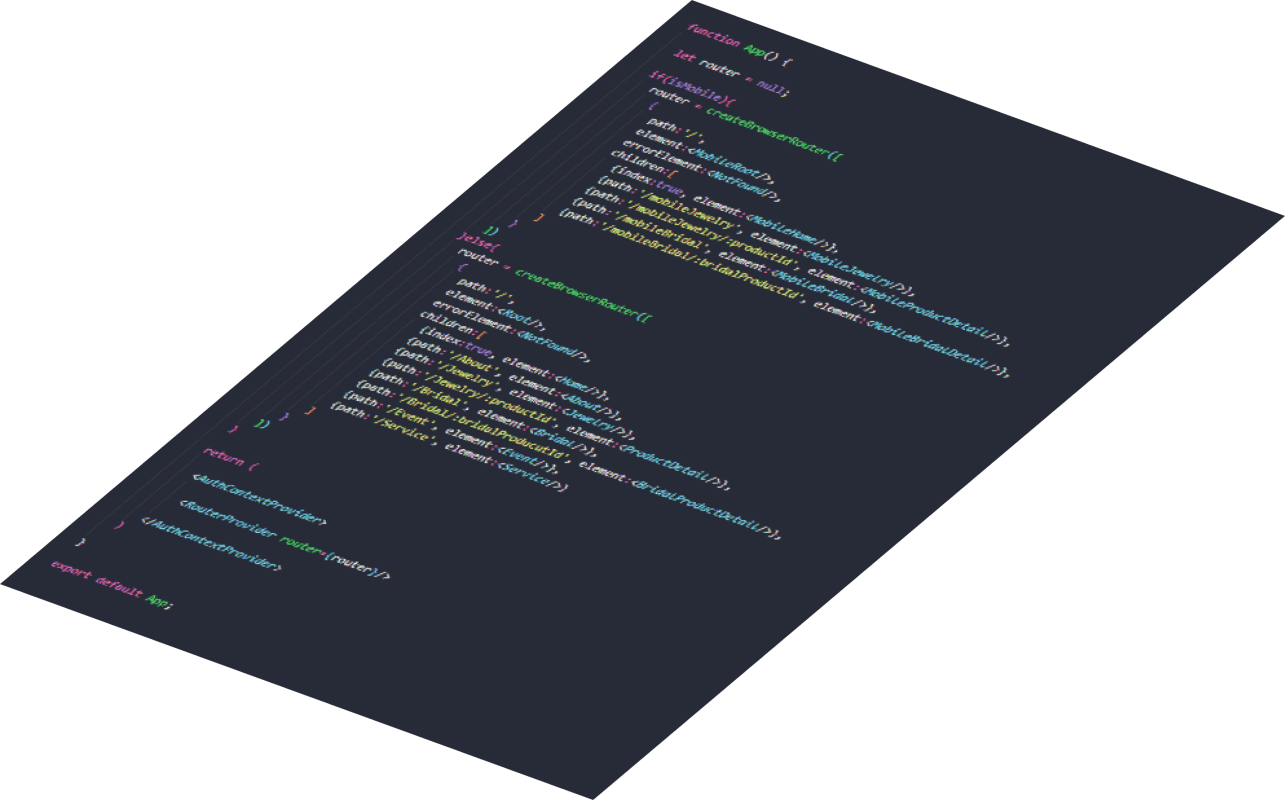 function App() {
let router = null;
if(isMobile){
router = createBrowserRouter([
{
path:'/',
element:<MobileRoot/>,
errorElement:<NotFound/>,
children:[
{index:true, element:<MobileHome/>},
{path:'/mobileJewelry', element:<MobileJewelry/>},
{path:'/mobileJewelry/:productId', element:<MobileProductDetail/>},
{path:'/mobileBridal', element:<MobileBridal/>},
{path:'/mobileBridal/:bridalProductId', element:<MobileBridalDetail/>},
]
}
])
}else{
router = createBrowserRouter([
{
path:'/',
element:<Root/>,
errorElement:<NotFound/>,
children:[
{index:true, element:<Home/>},
{path:'/About', element:<About/>},
{path:'/Jewelry', element:<Jewelry/>},
{path:'/Jewelry/:productId', element:<ProductDetail/>},
{path:'/Bridal', element:<Bridal/>},
{path:'/Bridal/:bridalProducutId', element:<BridalProductDetail/>},
{path:'/Event', element:<Event/>},
{path:'/Service', element:<Service/>}
]
}
])
}
return (
<AuthContextProvider>
<RouterProvider router={router}/>
</AuthContextProvider>
)
}
export default App;